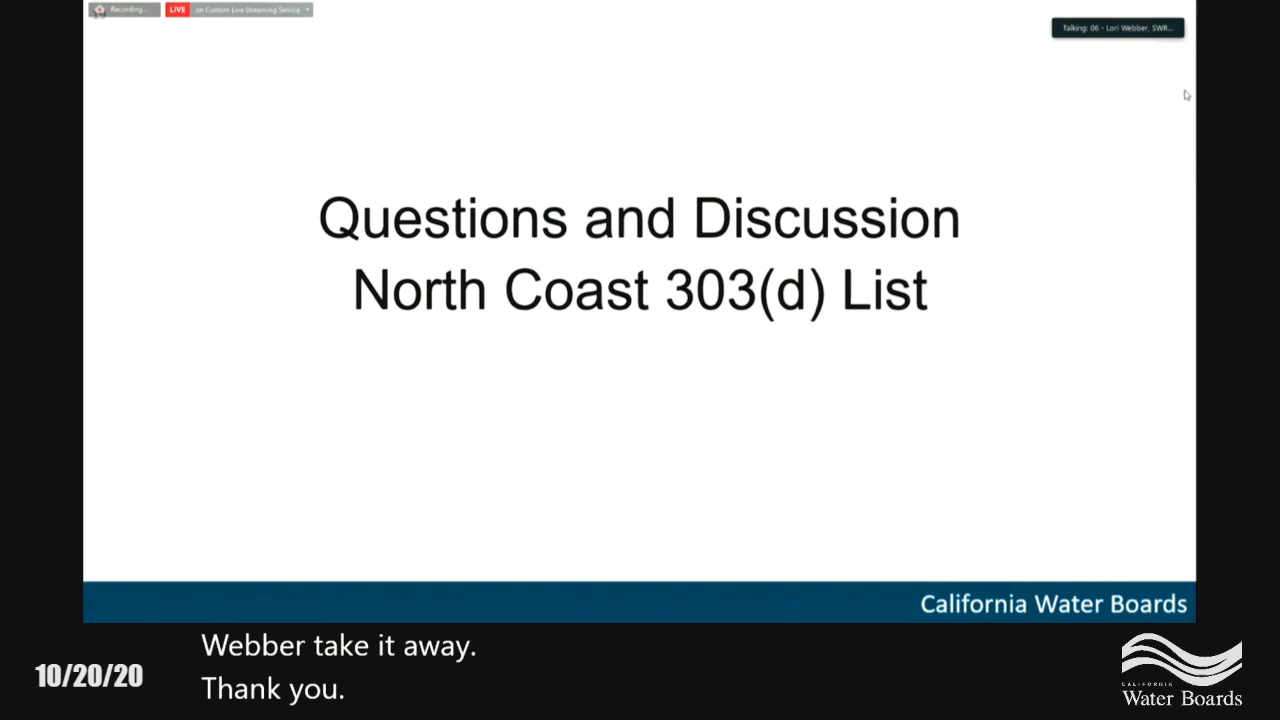 Recording...
LIVE on Custom Live Streaming Service
Talking: 06 - Lori Webber, SWR...
Questions and Discussion
North Coast 303(d) List
California Water Boards
Webber take it away.
Thank you.
10/20/20
CALIFORNIA
Water Boards